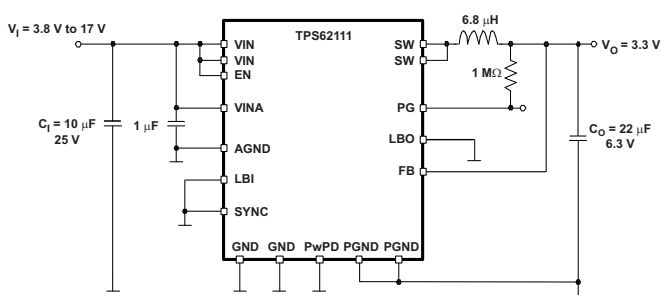 TPS62111
V_I = 3.8 V to 17 V
VIN
VIN
EN
VINA
AGND
LBI
SYNC
C_I = 10 µF
25 V
1 µF
GND GND PwPD PGND PGND
SW
SW
PG
LBO
FB
6.8 µH
1 MΩ
V_O = 3.3 V
C_O = 22 µF
6.3 V